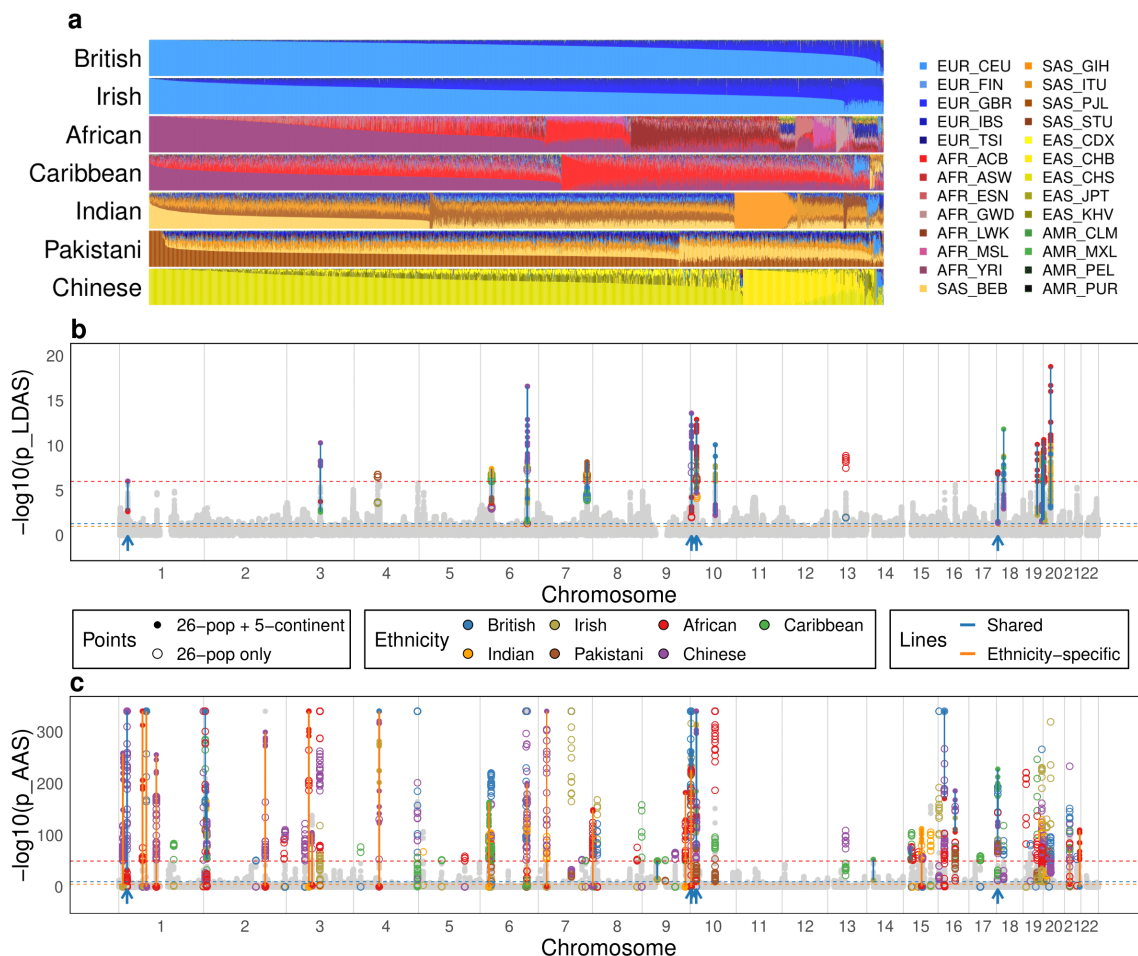 a
British
Irish
African
Caribbean
Indian
Pakistani
Chinese
EUR_CEU
EUR_FIN
EUR_GBR
EUR_IBS
EUR_TSI
AFR_ACB
AFR_ASW
AFR_ESN
AFR_GWD
AFR_LWK
AFR_MSL
AFR_YRI
SAS_BEB
SAS_GIH
SAS_ITU
SAS_PJL
SAS_STU
EAS_CDX
EAS_CHB
EAS_CHS
EAS_JPT
EAS_KHV
AMR_CLM
AMR_MXL
AMR_PEL
AMR_PUR
b
−log10(p_LDAS)
20
15
10
5
0
1 2 3 4 5 6 7 8 9 10 11 12 13 14 15 16 17 18 19 20 21 22
Chromosome
Points
26−pop + 5−continent
26−pop only
Ethnicity
British Irish African Caribbean
Indian Pakistani Chinese
Lines
Shared
Ethnicity−specific
c
−log10(p_AAS)
300
200
100
0
1 2 3 4 5 6 7 8 9 10 11 12 13 14 15 16 17 18 19 20 21 22
Chromosome